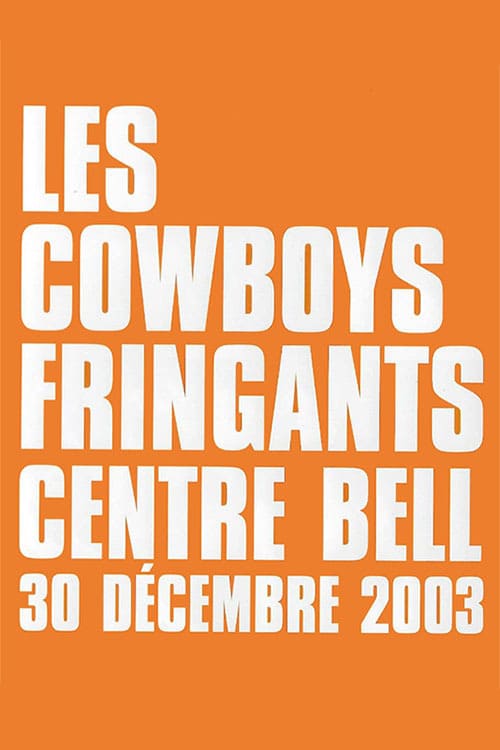 LES
COWBOYS
FRINGANTS
CENTRE BELL
30 DÉCEMBRE 2003